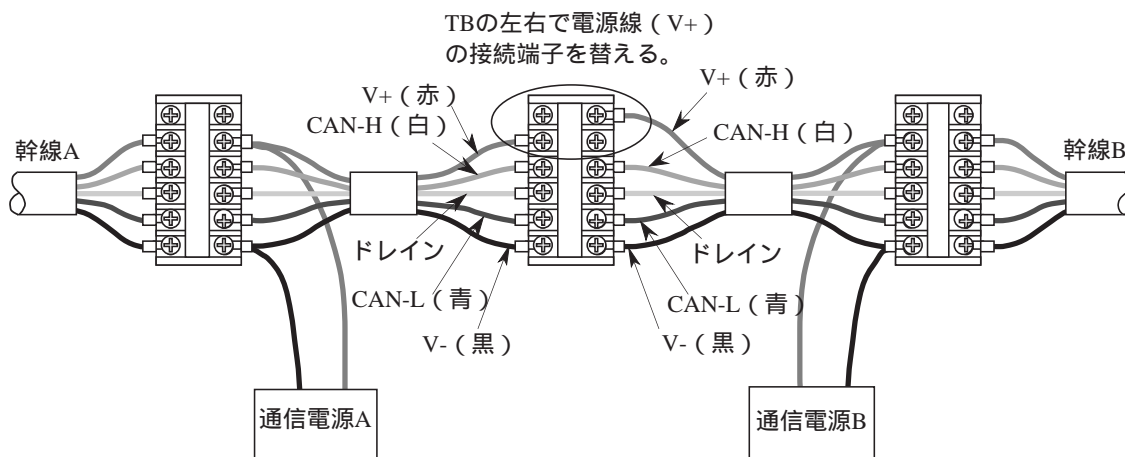 TBの左右で電源線（V+）
の接続端子を替える。
V+（赤）
V+（赤）
CAN-H（白）
CAN-H（白）
幹線A
幹線B
ドレイン
ドレイン
CAN-L（青）
CAN-L（青）
V-（黒）
V-（黒）
通信電源A
通信電源B